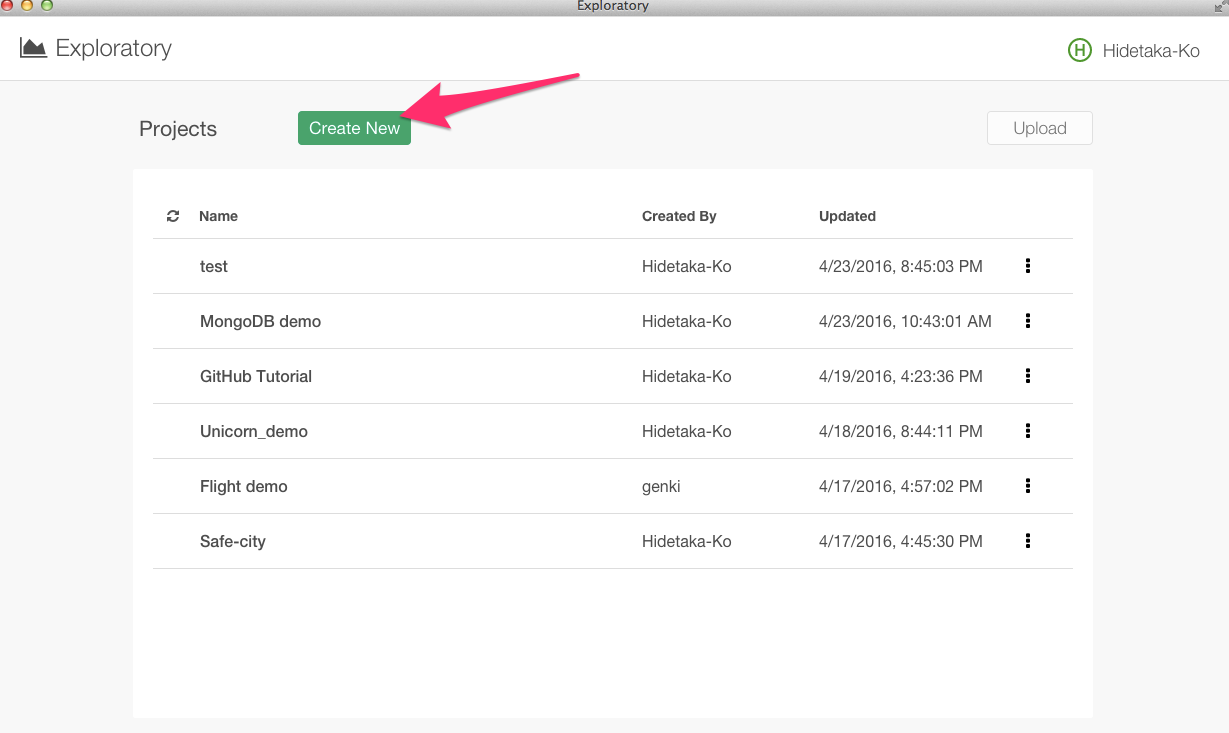 Exploratory
Exploratory
H Hidetaka-Ko
Projects Create New Upload
Name Created By Updated
test Hidetaka-Ko 4/23/2016, 8:45:03 PM
MongoDB demo Hidetaka-Ko 4/23/2016, 10:43:01 AM
GitHub Tutorial Hidetaka-Ko 4/19/2016, 4:23:36 PM
Unicorn_demo Hidetaka-Ko 4/18/2016, 8:44:11 PM
Flight demo genki 4/17/2016, 4:57:02 PM
Safe-city Hidetaka-Ko 4/17/2016, 4:45:30 PM